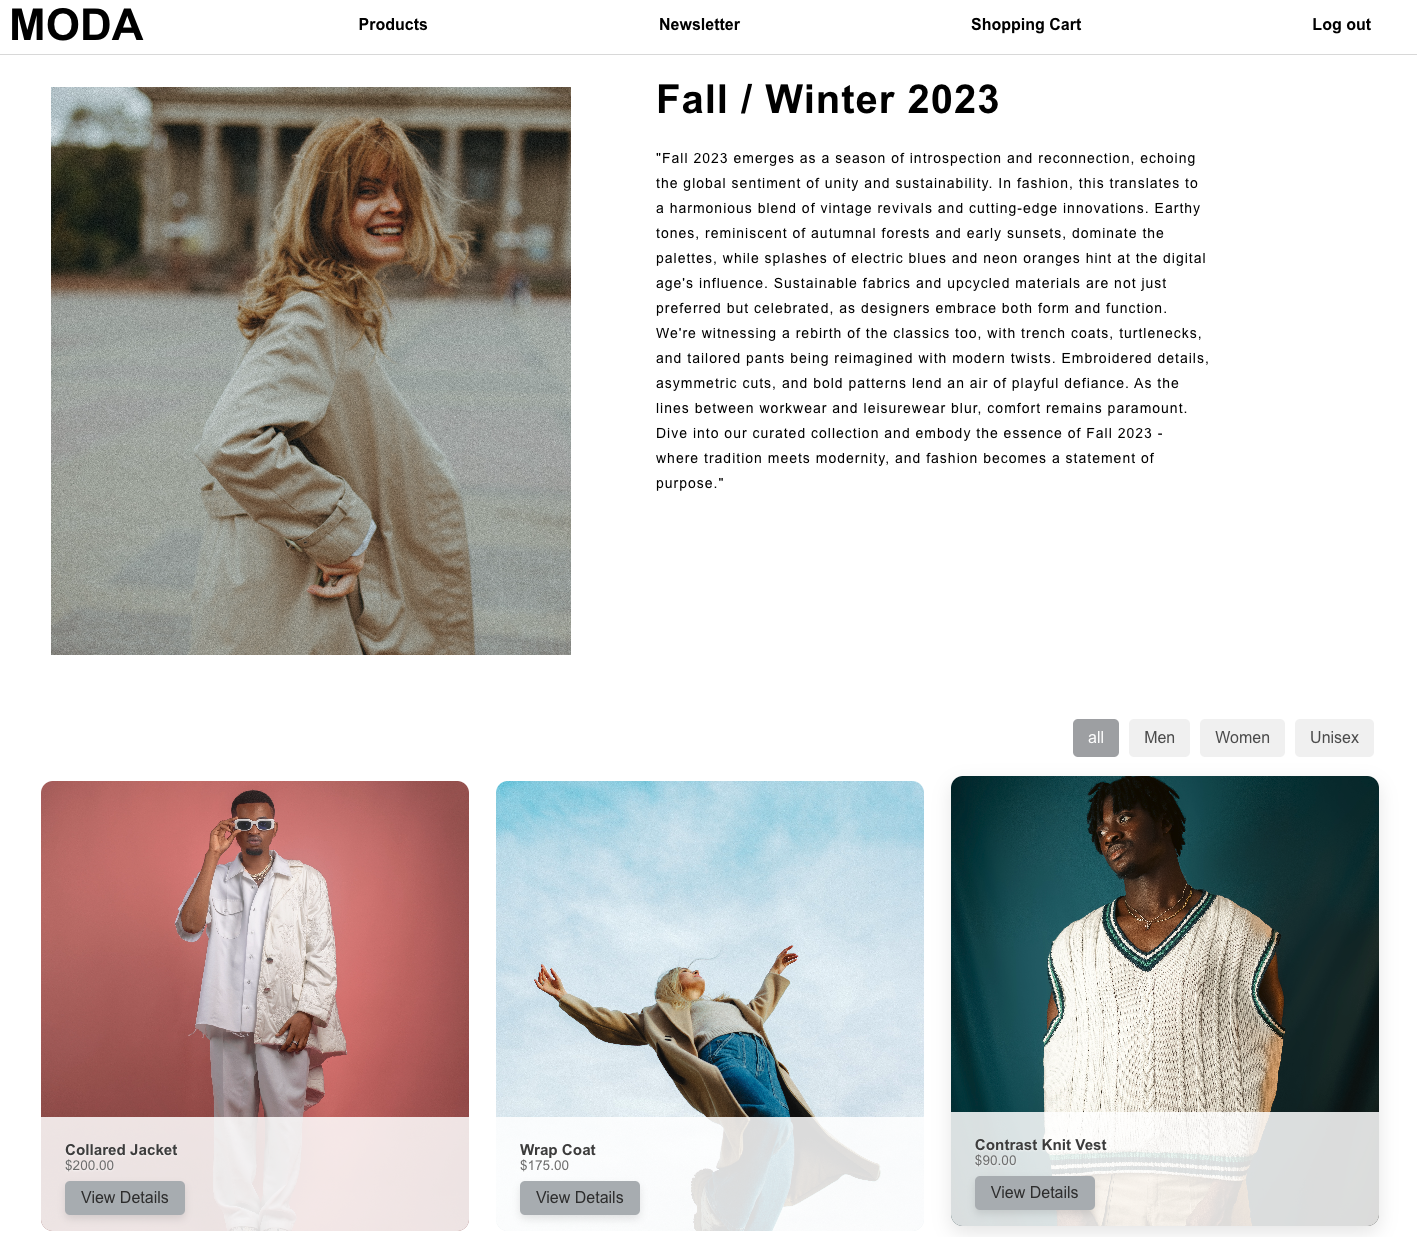 MODA
Products
Newsletter
Shopping Cart
Log out
Fall / Winter 2023
"Fall 2023 emerges as a season of introspection and reconnection, echoing
the global sentiment of unity and sustainability. In fashion, this translates to
a harmonious blend of vintage revivals and cutting-edge innovations. Earthy
tones, reminiscent of autumnal forests and early sunsets, dominate the
palettes, while splashes of electric blues and neon oranges hint at the digital
age's influence. Sustainable fabrics and upcycled materials are not just
preferred but celebrated, as designers embrace both form and function.
We're witnessing a rebirth of the classics too, with trench coats, turtlenecks,
and tailored pants being reimagined with modern twists. Embroidered details,
asymmetric cuts, and bold patterns lend an air of playful defiance. As the
lines between workwear and leisurewear blur, comfort remains paramount.
Dive into our curated collection and embody the essence of Fall 2023 -
where tradition meets modernity, and fashion becomes a statement of
purpose."
all
Men
Women
Unisex
Collared Jacket
$200.00
View Details
Wrap Coat
$175.00
View Details
Contrast Knit Vest
$90.00
View Details